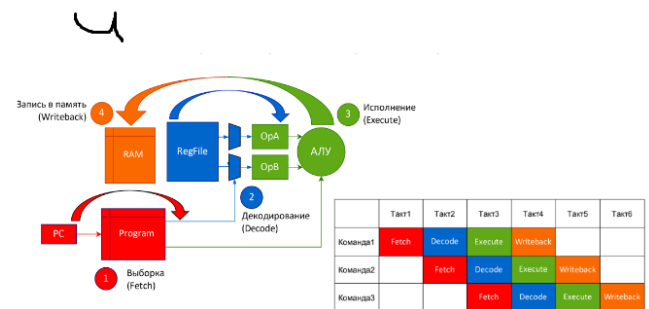 ч
Запись в память
(Writeback)
4
RAM
RegFile
OpA
OpB
АЛУ
3
Исполнение
(Execute)
2
Декодирование
(Decode)
PC
Program
1
Выборка
(Fetch)
Такт1 Такт2 Такт3 Такт4 Такт5 Такт6
Команда1 Fetch Decode Execute Writeback
Команда2 Fetch Decode Execute Writeback
Команда3 Fetch Decode Execute Writeback